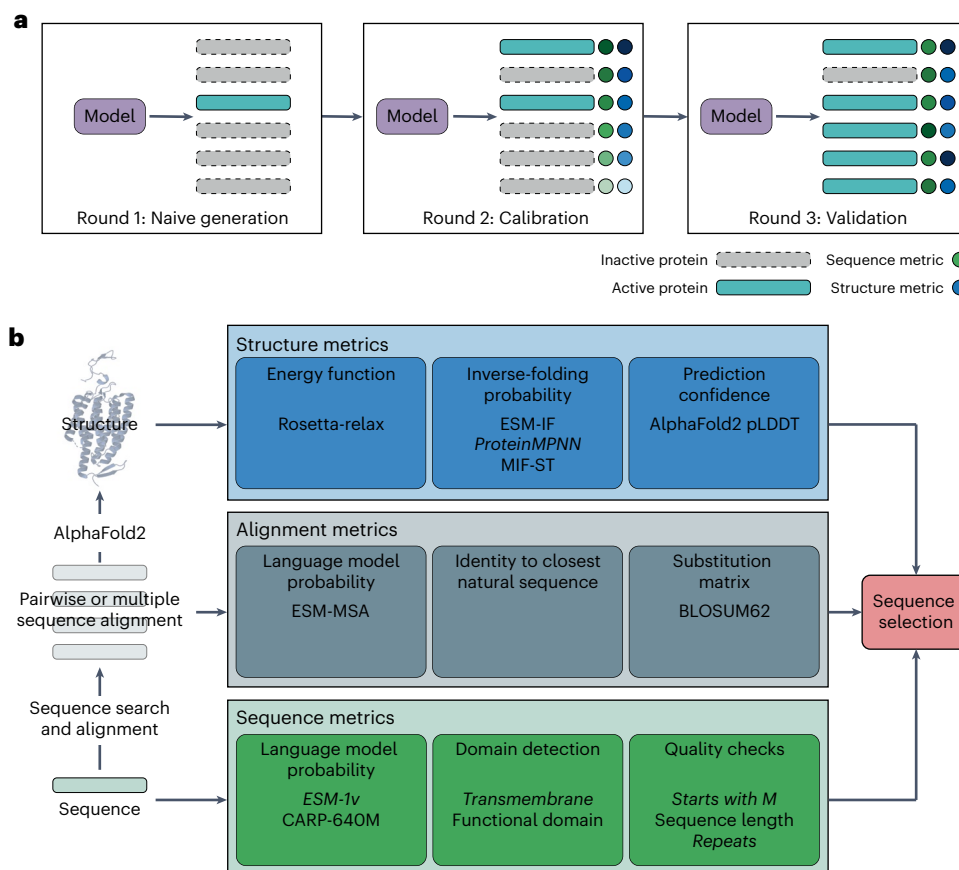 a
Model
Round 1: Naive generation
Model
Round 2: Calibration
Model
Round 3: Validation
Inactive protein
Sequence metric
Active protein
Structure metric
b
Structure metrics
Structure
Energy function
Rosetta-relax
Inverse-folding
probability
ESM-IF
ProteinMPNN
MIF-ST
Prediction
confidence
AlphaFold2 pLDDT
AlphaFold2
Alignment metrics
Pairwise or multiple
sequence alignment
Language model
probability
ESM-MSA
Identity to closest
natural sequence
Substitution
matrix
BLOSUM62
Sequence
selection
Sequence search
and alignment
Sequence metrics
Sequence
Language model
probability
ESM-1v
CARP-640M
Domain detection
Transmembrane
Functional domain
Quality checks
Starts with M
Sequence length
Repeats